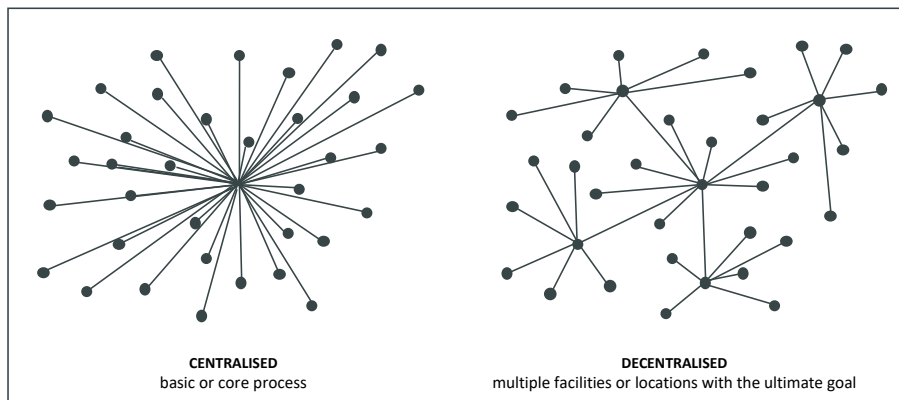 CENTRALISED
basic or core process
DECENTRALISED
multiple facilities or locations with the ultimate goal